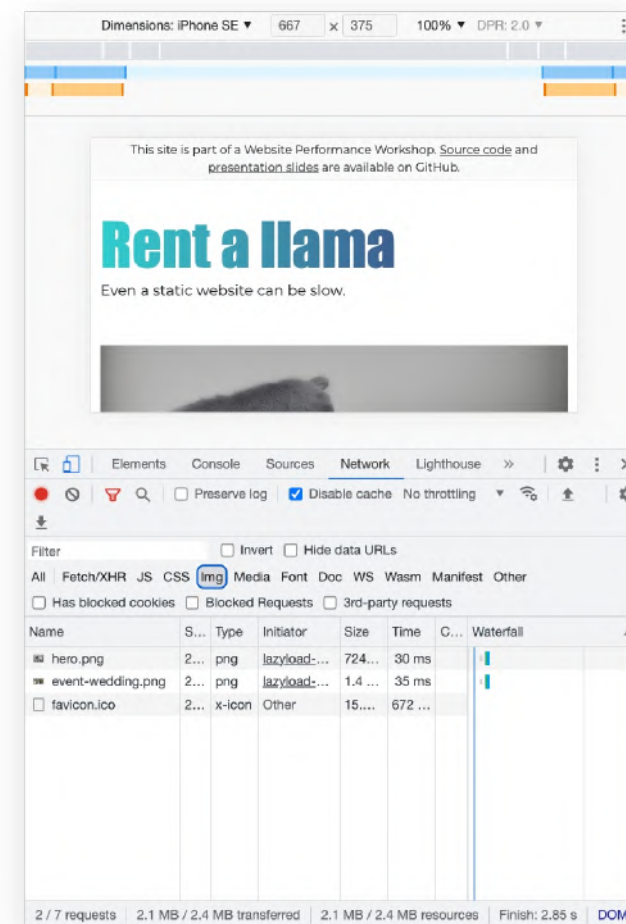 Dimensions: iPhone SE ▼ 667 × 375 100% ▼ DPR: 2.0 ▼
This site is part of a Website Performance Workshop. Source code and
presentation slides are available on GitHub.
Rent a llama
Even a static website can be slow.
Elements Console Sources Network Lighthouse »
Preserve log Disable cache No throttling ▼
Filter Invert Hide data URLs
All Fetch/XHR JS CSS Img Media Font Doc WS Wasm Manifest Other
Has blocked cookies Blocked Requests 3rd-party requests
Name S... Type Initiator Size Time C... Waterfall
hero.png 2... png lazyload-... 724... 30 ms
event-wedding.png 2... png lazyload-... 1.4 ... 35 ms
favicon.ico 2... x-icon Other 15.... 672 ...
2 / 7 requests 2.1 MB / 2.4 MB transferred 2.1 MB / 2.4 MB resources Finish: 2.85 s DOM